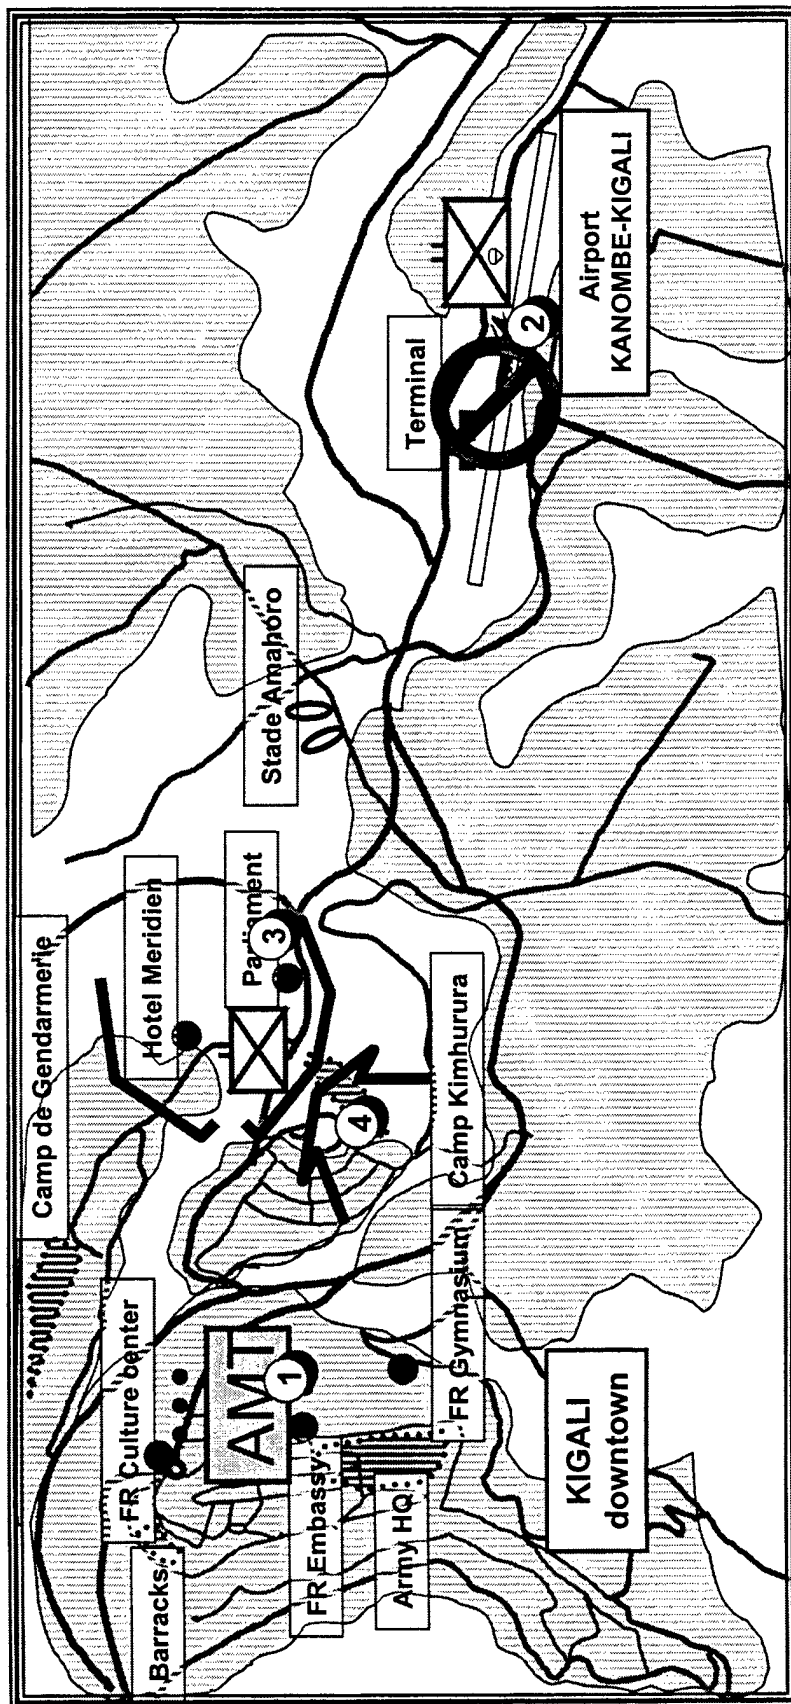 Camp de Gendarmerie
FR Culture benter
Hotel Meridien
Barracks
AMT
Parliament
Stade Amahoro
3
1
FR Embassy
4
Army HQ
Terminal
FR Gymnasium
Camp Kimhurura
2
KIGALI
downtown
Airport
KANOMBE-KIGALI